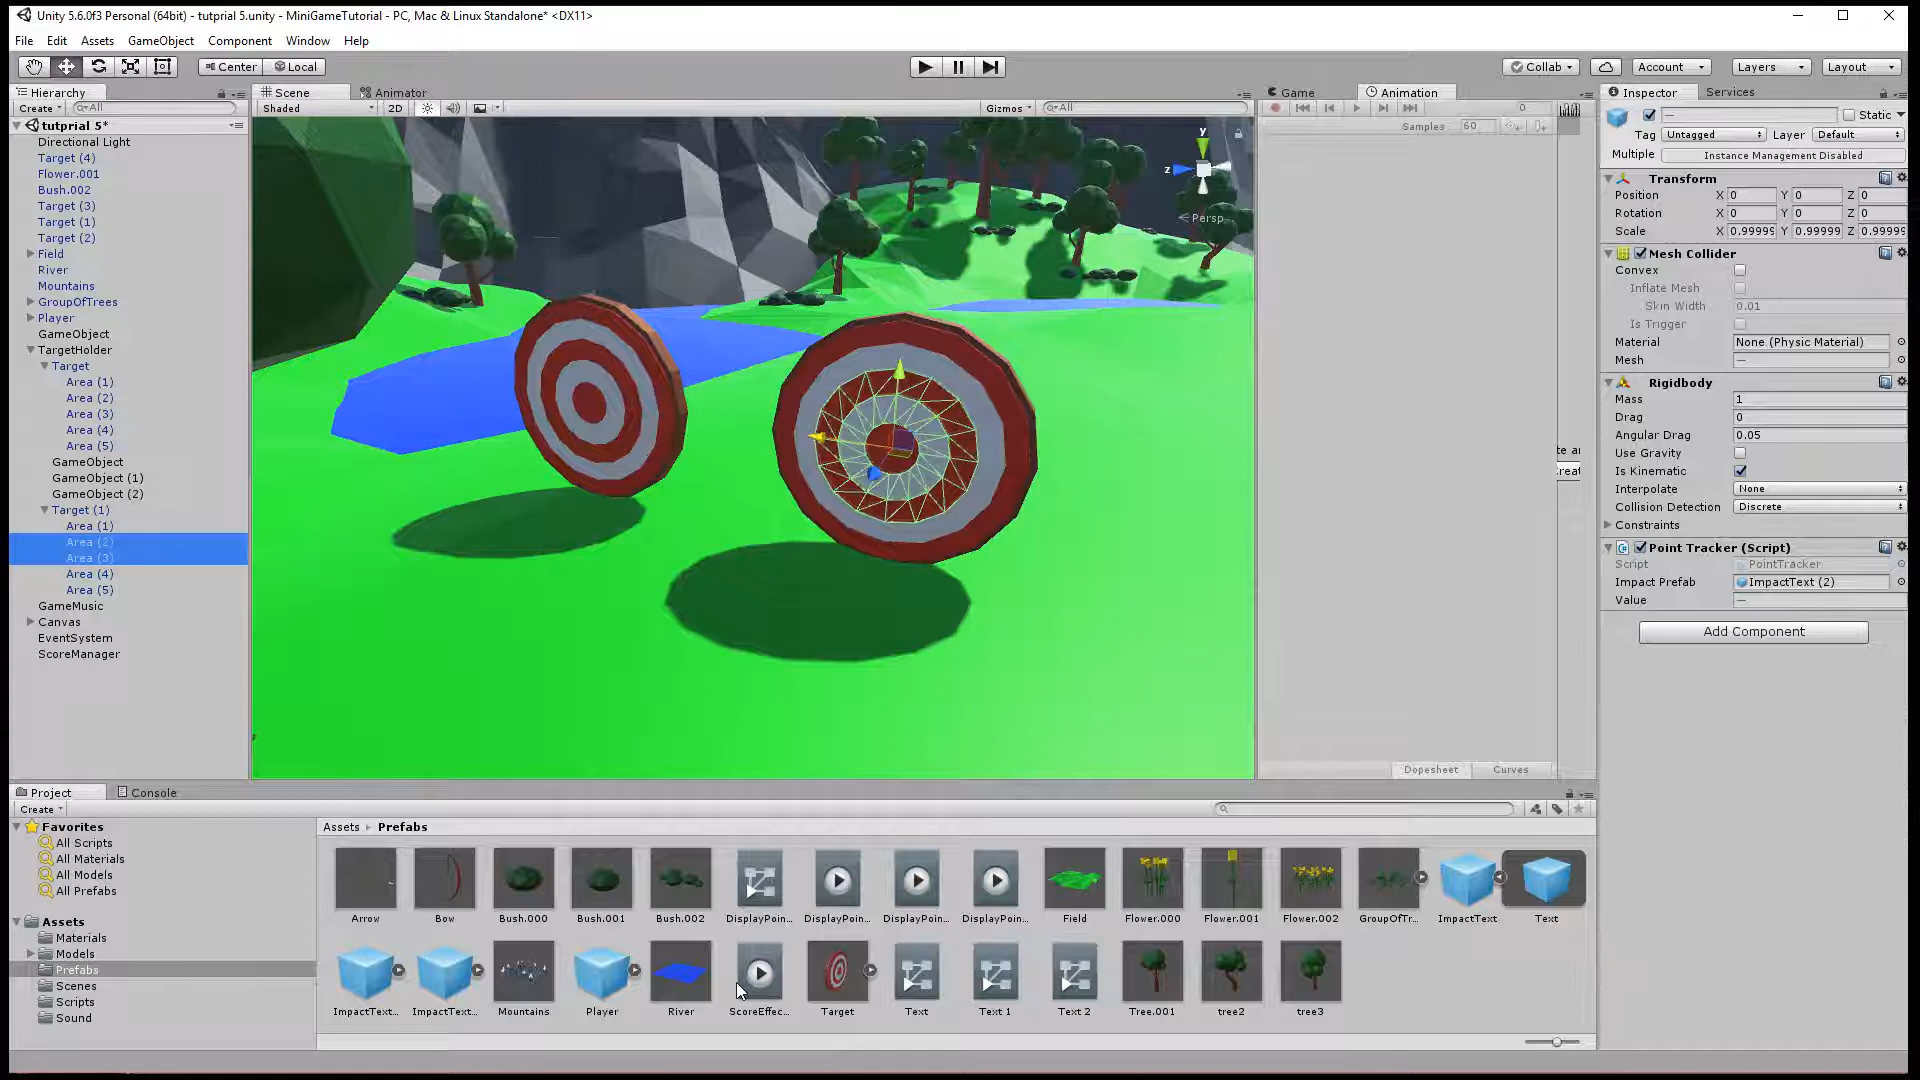 Unity 5.6.0f3 Personal (64bit) - tutprial 5.unity - MiniGameTutorial - PC, Mac & Linux Standalone* <DX11>
File Edit Assets GameObject Component Window Help
Center Local Collab Account Layers Layout
Hierarchy
Create All
tutprial 5*
Directional Light
Target (4)
Flower.001
Bush.002
Target (3)
Target (1)
Target (2)
Field
River
Mountains
GroupOfTrees
Player
GameObject
TargetHolder
Target
Area (1)
Area (2)
Area (3)
Area (4)
Area (5)
GameObject
GameObject (1)
GameObject (2)
Target (1)
Area (1)
Area (2)
Area (3)
Area (4)
Area (5)
GameMusic
Canvas
EventSystem
ScoreManager
Scene Animator
Shaded 2D Gizmos All
y
z
Persp
Game Animation
0
Samples 60
Dopesheet Curves
Inspector Services
— Static
Tag Untagged Layer Default
Multiple Instance Management Disabled
Transform
Position X 0 Y 0 Z 0
Rotation X 0 Y 0 Z 0
Scale X 0.99999 Y 0.99999 Z 0.99999
Mesh Collider
Convex
Inflate Mesh
Skin Width 0.01
Is Trigger
Material None (Physic Material)
Mesh —
Rigidbody
Mass 1
Drag 0
Angular Drag 0.05
Use Gravity
Is Kinematic
Interpolate None
Collision Detection Discrete
Constraints
Point Tracker (Script)
Script PointTracker
Impact Prefab ImpactText (2)
Value —
Add Component
Project Console
Create
Favorites
All Scripts
All Materials
All Models
All Prefabs
Assets
Materials
Models
Prefabs
Scenes
Scripts
Sound
Assets Prefabs
Arrow Bow Bush.000 Bush.001 Bush.002 DisplayPoin... DisplayPoin... DisplayPoin... DisplayPoin... Field Flower.000 Flower.001 Flower.002 GroupOfTr... ImpactText Text
ImpactText... ImpactText... Mountains Player River ScoreEffec... Target Text Text 1 Text 2 Tree.001 tree2 tree3